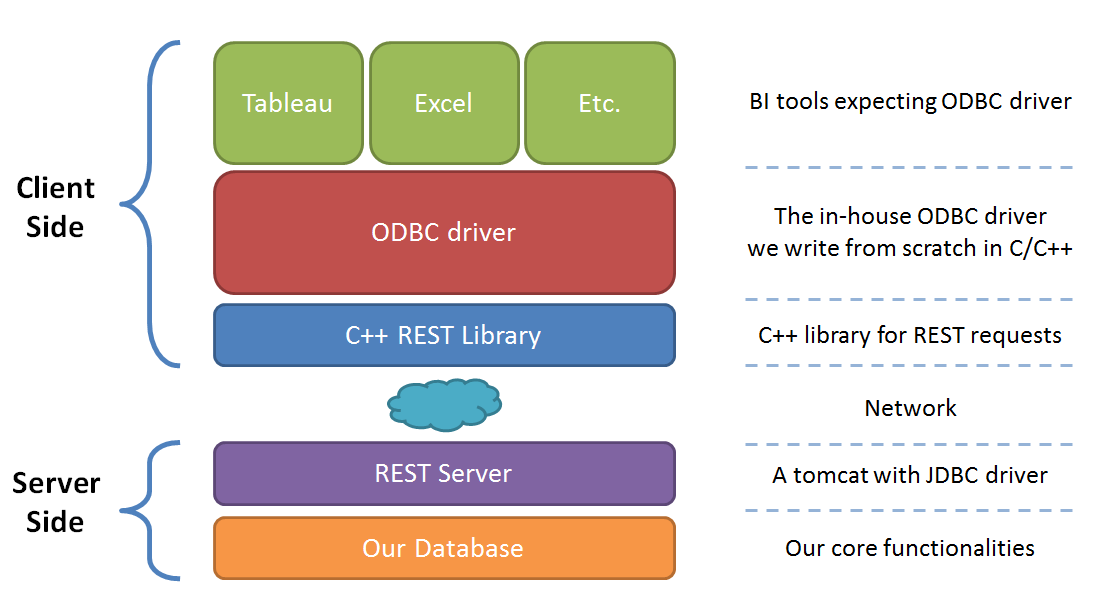 Tableau
Excel
Etc.
BI tools expecting ODBC driver
Client
Side
ODBC driver
The in-house ODBC driver
we write from scratch in C/C++
C++ REST Library
C++ library for REST requests
Network
Server
Side
REST Server
A tomcat with JDBC driver
Our Database
Our core functionalities